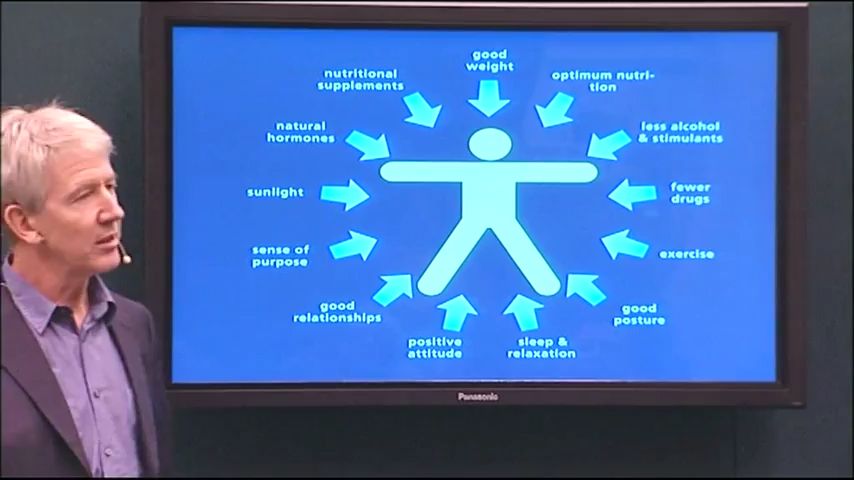 good
weight
nutritional
supplements
optimum nutri-
tion
natural
hormones
less alcohol
& stimulants
sunlight
fewer
drugs
sense of
purpose
exercise
good
relationships
good
posture
positive
attitude
sleep &
relaxation
Panasonic